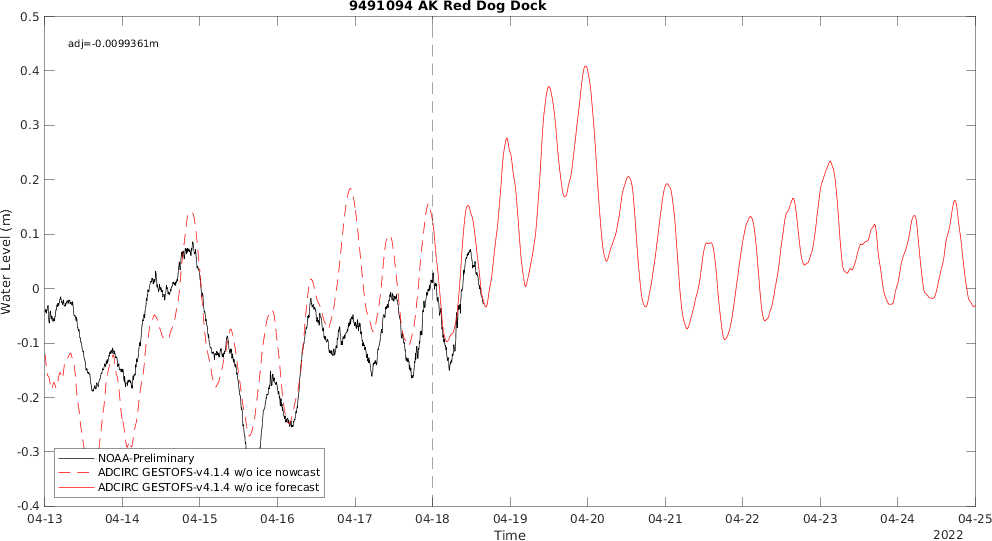 9491094 AK Red Dog Dock
adj=-0.0099361m
Water Level (m)
0.5
0.4
0.3
0.2
0.1
0
-0.1
-0.2
-0.3
-0.4
NOAA-Preliminary
ADCIRC GESTOFS-v4.1.4 w/o ice nowcast
ADCIRC GESTOFS-v4.1.4 w/o ice forecast
04-13 04-14 04-15 04-16 04-17 04-18 04-19 04-20 04-21 04-22 04-23 04-24 04-25
Time
2022